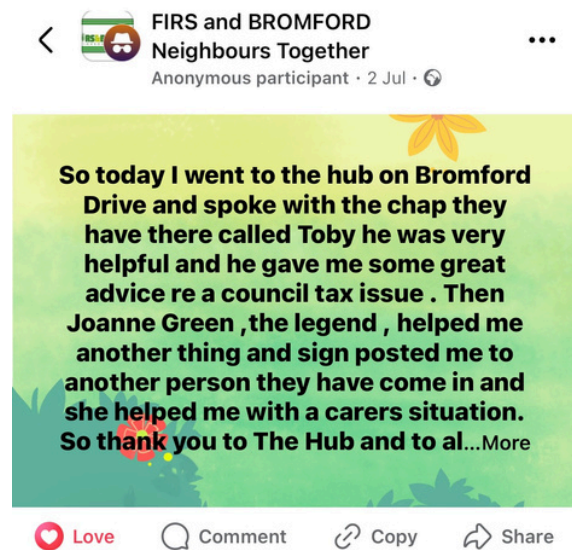 FIRS and BROMFORD
Neighbours Together
Anonymous participant · 2 Jul ·
So today I went to the hub on Bromford
Drive and spoke with the chap they
have there called Toby he was very
helpful and he gave me some great
advice re a council tax issue . Then
Joanne Green ,the legend , helped me
another thing and sign posted me to
another person they have come in and
she helped me with a carers situation.
So thank you to The Hub and to al...More
Love Comment Copy Share